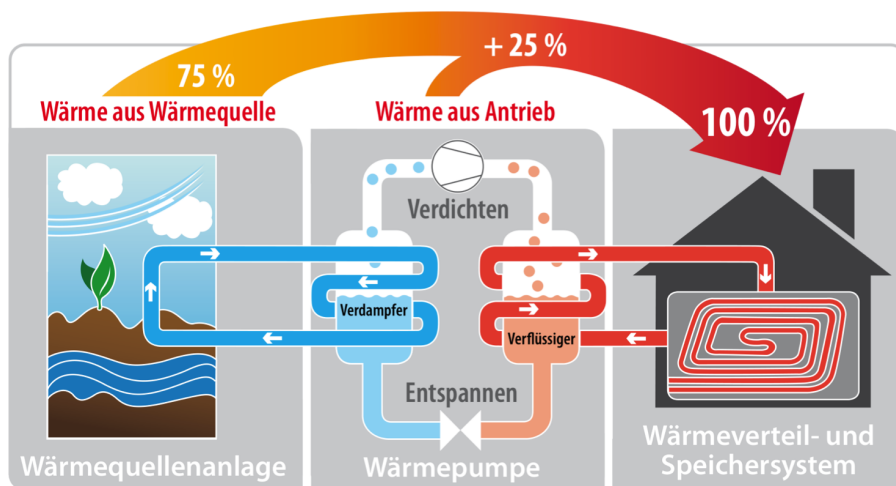 75 %
+ 25 %
100 %
Wärme aus Wärmequelle
Wärme aus Antrieb
Verdichten
Verdampfer
Verflüssiger
Entspannen
Wärmequellenanlage
Wärmepumpe
Wärmeverteil- und
Speichersystem